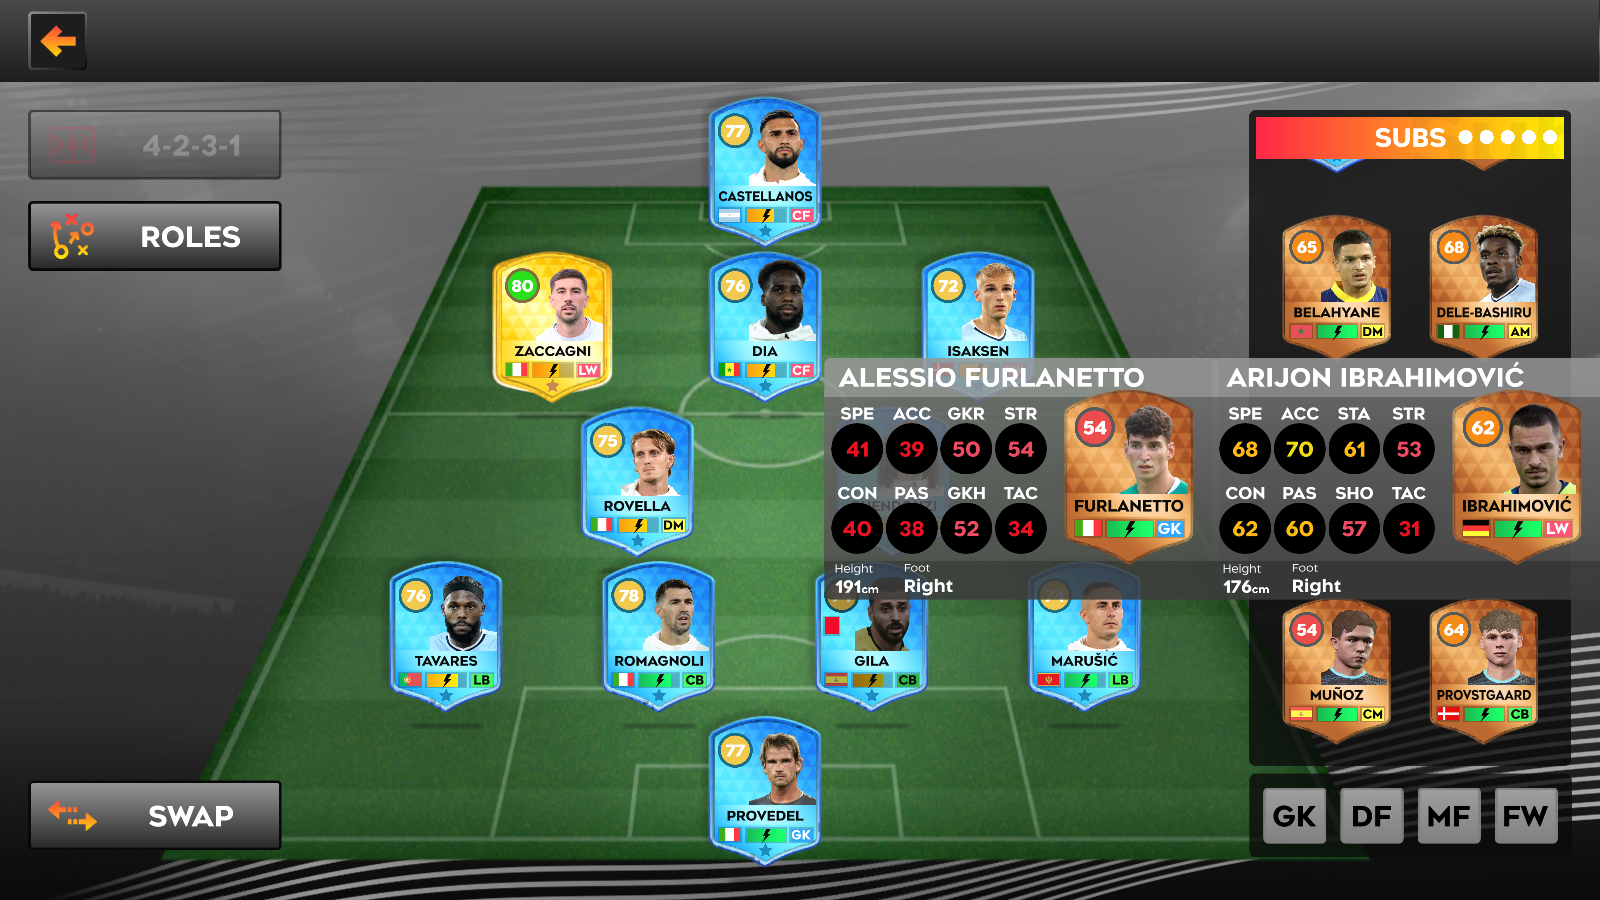 4-2-3-1
ROLES
SWAP
SUBS
77
CASTELLANOS
CF
80
ZACCAGNI
LW
76
DIA
CF
72
ISAKSEN
75
ROVELLA
DM
76
TAVARES
LB
78
ROMAGNOLI
CB
GILA
CB
MARUŠIĆ
LB
77
PROVEDEL
GK
65
BELAHYANE
DM
68
DELE-BASHIRU
AM
ALESSIO FURLANETTO
SPE ACC GKR STR
41 39 50 54
CON PAS GKH TAC
40 38 52 34
Height Foot
191cm Right
54
FURLANETTO
GK
ARIJON IBRAHIMOVIĆ
SPE ACC STA STR
68 70 61 53
CON PAS SHO TAC
62 60 57 31
Height Foot
176cm Right
62
IBRAHIMOVIĆ
LW
54
MUÑOZ
CM
64
PROVSTGAARD
CB
GK DF MF FW